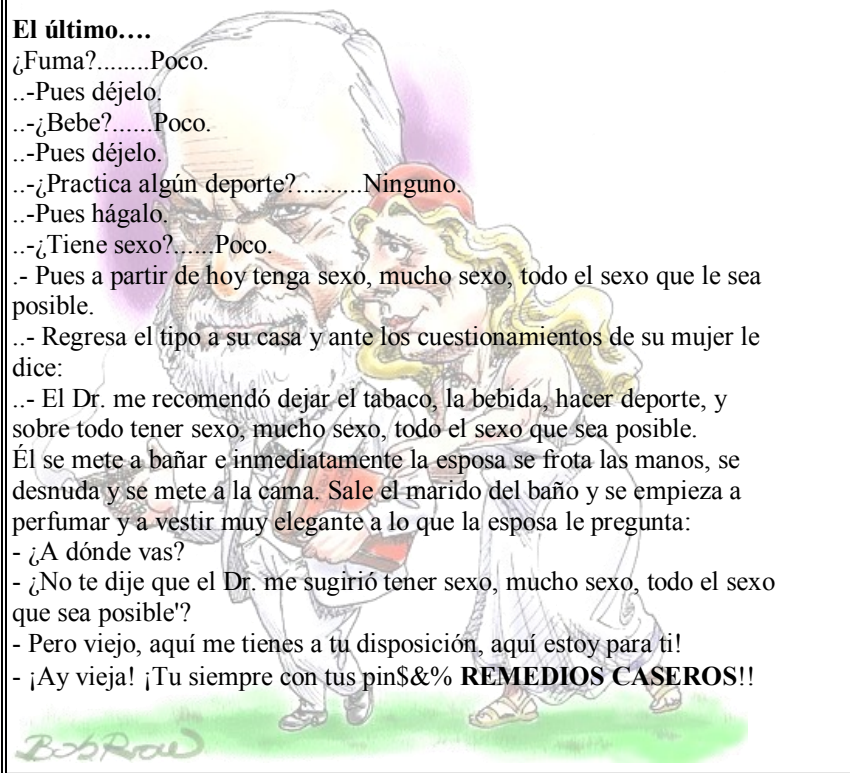 El último….
¿Fuma?........Poco.
..-Pues déjelo.
..-¿Bebe?......Poco.
..-Pues déjelo.
..-¿Practica algún deporte?..........Ninguno.
..-Pues hágalo.
..-¿Tiene sexo?......Poco.
.- Pues a partir de hoy tenga sexo, mucho sexo, todo el sexo que le sea
posible.
..- Regresa el tipo a su casa y ante los cuestionamientos de su mujer le
dice:
..- El Dr. me recomendó dejar el tabaco, la bebida, hacer deporte, y
sobre todo tener sexo, mucho sexo, todo el sexo que sea posible.
Él se mete a bañar e inmediatamente la esposa se frota las manos, se
desnuda y se mete a la cama. Sale el marido del baño y se empieza a
perfumar y a vestir muy elegante a lo que la esposa le pregunta:
- ¿A dónde vas?
- ¿No te dije que el Dr. me sugirió tener sexo, mucho sexo, todo el sexo
que sea posible'?
- Pero viejo, aquí me tienes a tu disposición, aquí estoy para ti!
- ¡Ay vieja! ¡Tu siempre con tus pin$&% REMEDIOS CASEROS!!